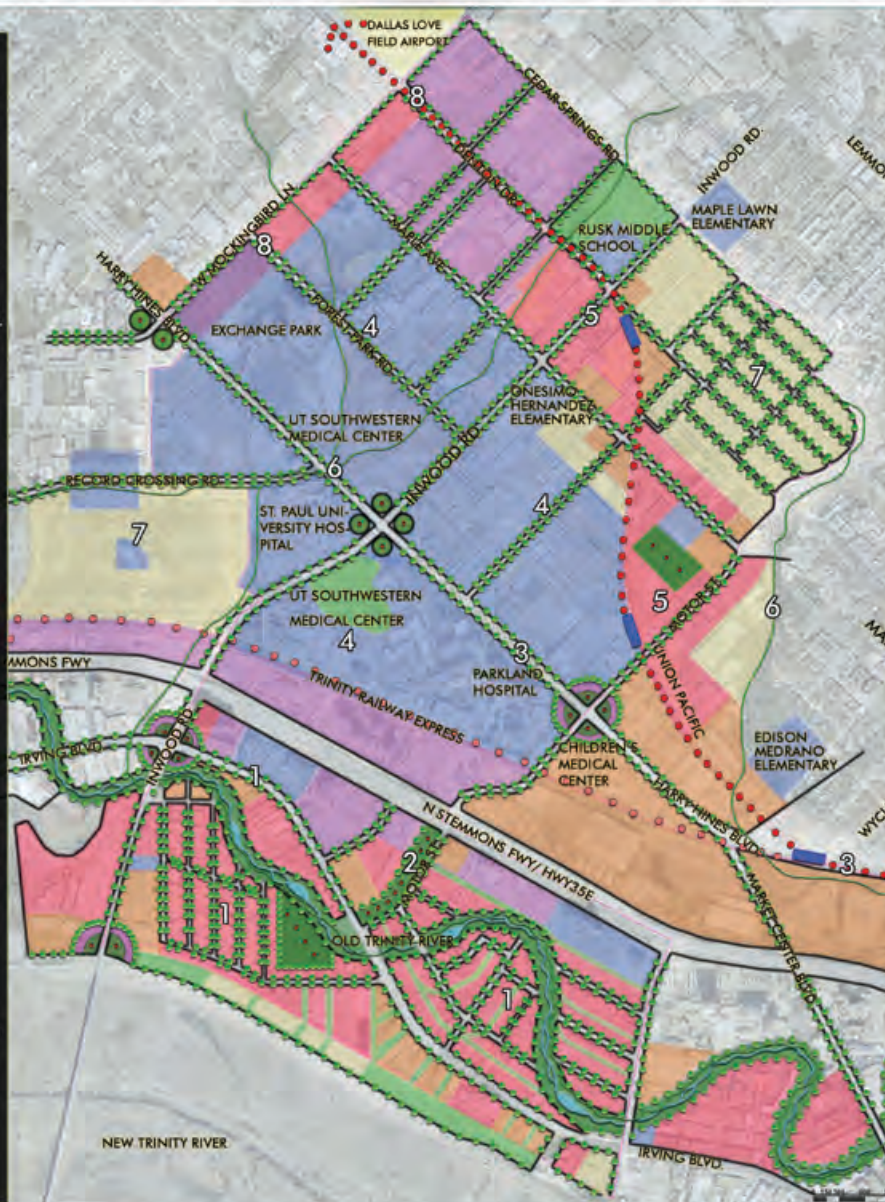 DALLAS LOVE
FIELD AIRPORT
8
CEDAR SPRINGS RD.
DENTON DR.
INWOOD RD.
MAPLE LAWN
ELEMENTARY
RUSK MIDDLE
SCHOOL
W MOCKINGBIRD LN
MAPLE AVE
HARRY HINES BLVD.
8
FOREST PARK RD.
4
5
EXCHANGE PARK
ONESIMO
HERNANDEZ
ELEMENTARY
7
UT SOUTHWESTERN
MEDICAL CENTER
INWOOD RD.
6
RECORD CROSSING RD.
4
ST. PAUL UNI-
VERSITY HOS-
PITAL
7
UT SOUTHWESTERN
MEDICAL CENTER
4
5
MOTOR ST.
6
3
UNION PACIFIC
PARKLAND
HOSPITAL
MMONS FWY
TRINITY RAILWAY EXPRESS
CHILDREN'S
MEDICAL
CENTER
EDISON
MEDRANO
ELEMENTARY
IRVING BLVD.
INWOOD RD.
1
HARRY HINES BLVD.
N STEMMONS FWY/ HWY35E
2
MOTOR ST.
3
MARKET CENTER BLVD.
1
OLD TRINITY RIVER
1
NEW TRINITY RIVER
IRVING BLVD.